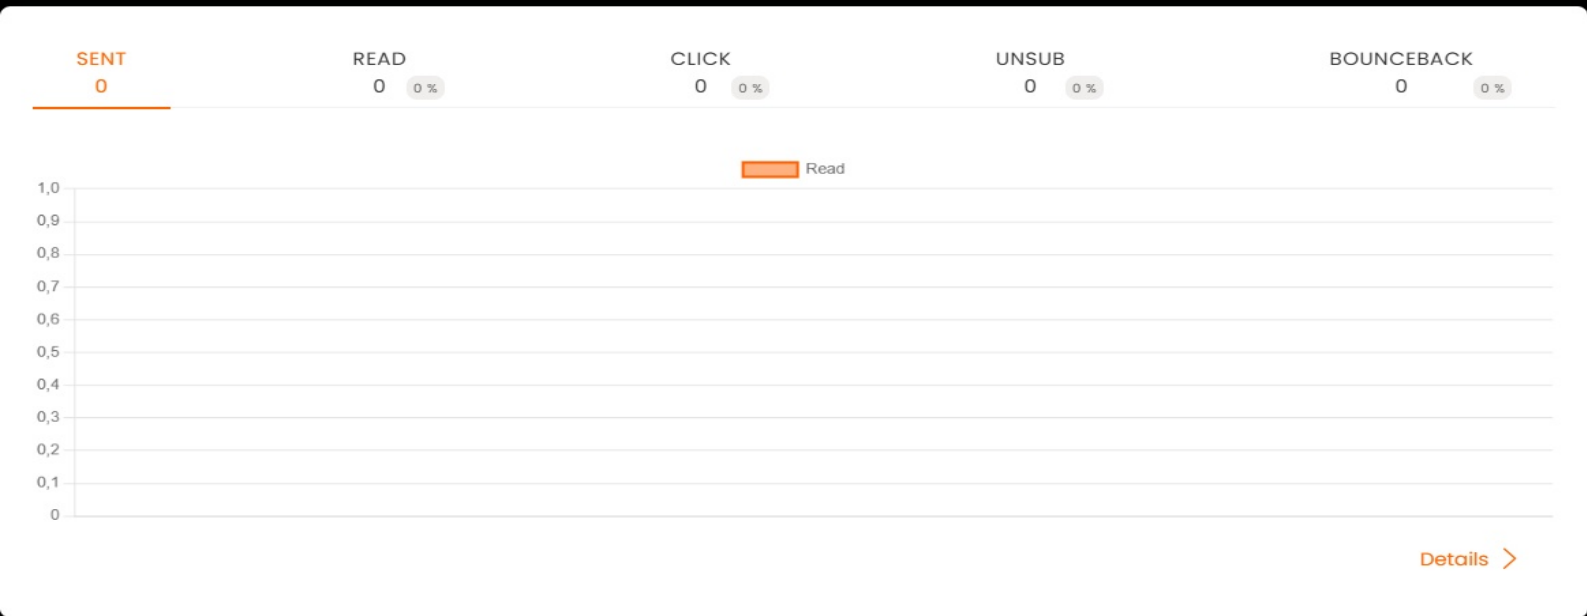 SENT READ CLICK UNSUB BOUNCEBACK
0 0 0 % 0 0 % 0 0 % 0 0 %
Read
1,0
0,9
0,8
0,7
0,6
0,5
0,4
0,3
0,2
0,1
0
Details